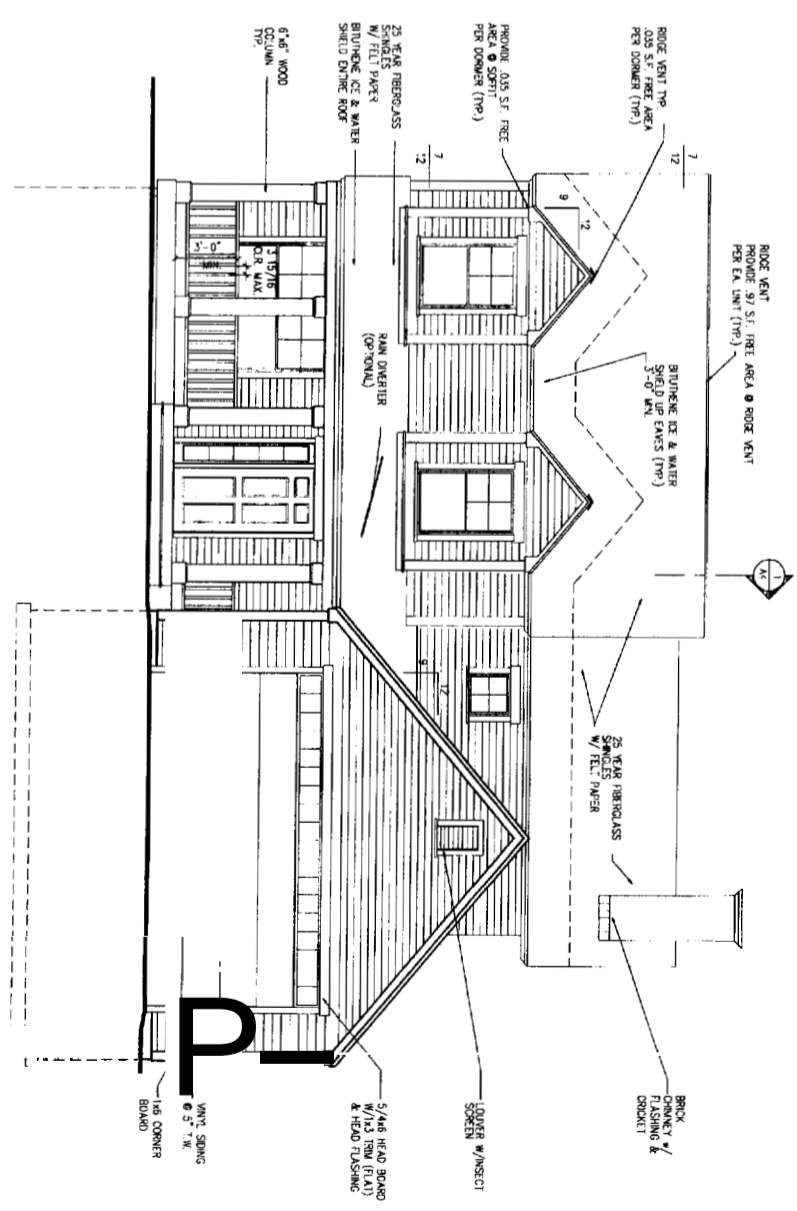 RIDGE VENT
PROVIDE .97 S.F. FREE AREA @ RIDGE VENT
PER EA. UNIT (TYP.)
RIDGE VENT TYP.
.035 S.F. FREE AREA
PER DORMER (TYP.)
PROVIDE .035 S.F. FREE
AREA @ SOFFIT
PER DORMER (TYP.)
25 YEAR FIBERGLASS
SHINGLES
W/ FELT PAPER
BITUTHENE ICE & WATER
SHIELD ENTIRE ROOF
6"x6" WOOD
COLUMN
TYP.
7
12
7
12
9
12
BITUTHENE ICE & WATER
SHIELD UP EAVES (TYP.)
3'-0" MIN.
1
A4
RAIN DIVERTER
(OPTIONAL)
3'-0"
MIN.
3 15/16
CLR. MAX.
9
12
25 YEAR FIBERGLASS
SHINGLES
W/ FELT PAPER
BRICK
CHIMNEY w/
FLASHING &
CRICKET
LOUVER W/INSECT
SCREEN
5/4x6 HEAD BOARD
W/1x3 TRIM (FLAT)
& HEAD FLASHING
VINYL SIDING
@ 5" T.W.
1x6 CORNER
BOARD
P-